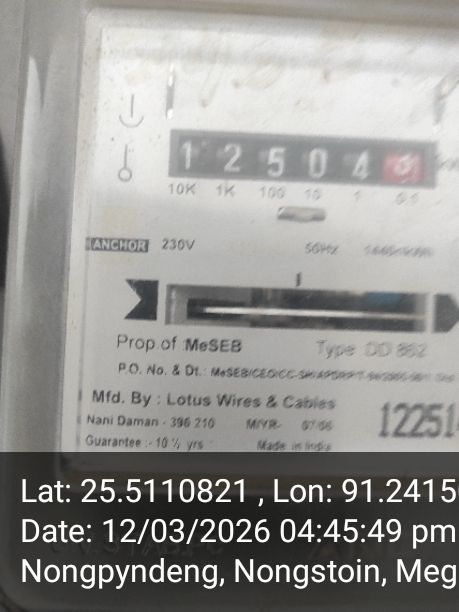 1 2 5 0 4 3
10K 1K 100 10 1 0.1
ANCHOR 230V 50Hz
Prop.of MeSEB Type DD 862
P.O. No. & Dt.:
Mfd. By : Lotus Wires & Cables
Nani Daman - 396 210 M/YR- 07/06 12251
Guarantee :- 10 ½ yrs Made in India
Lat: 25.5110821 , Lon: 91.2415
Date: 12/03/2026 04:45:49 pm
Nongpyndeng, Nongstoin, Meg